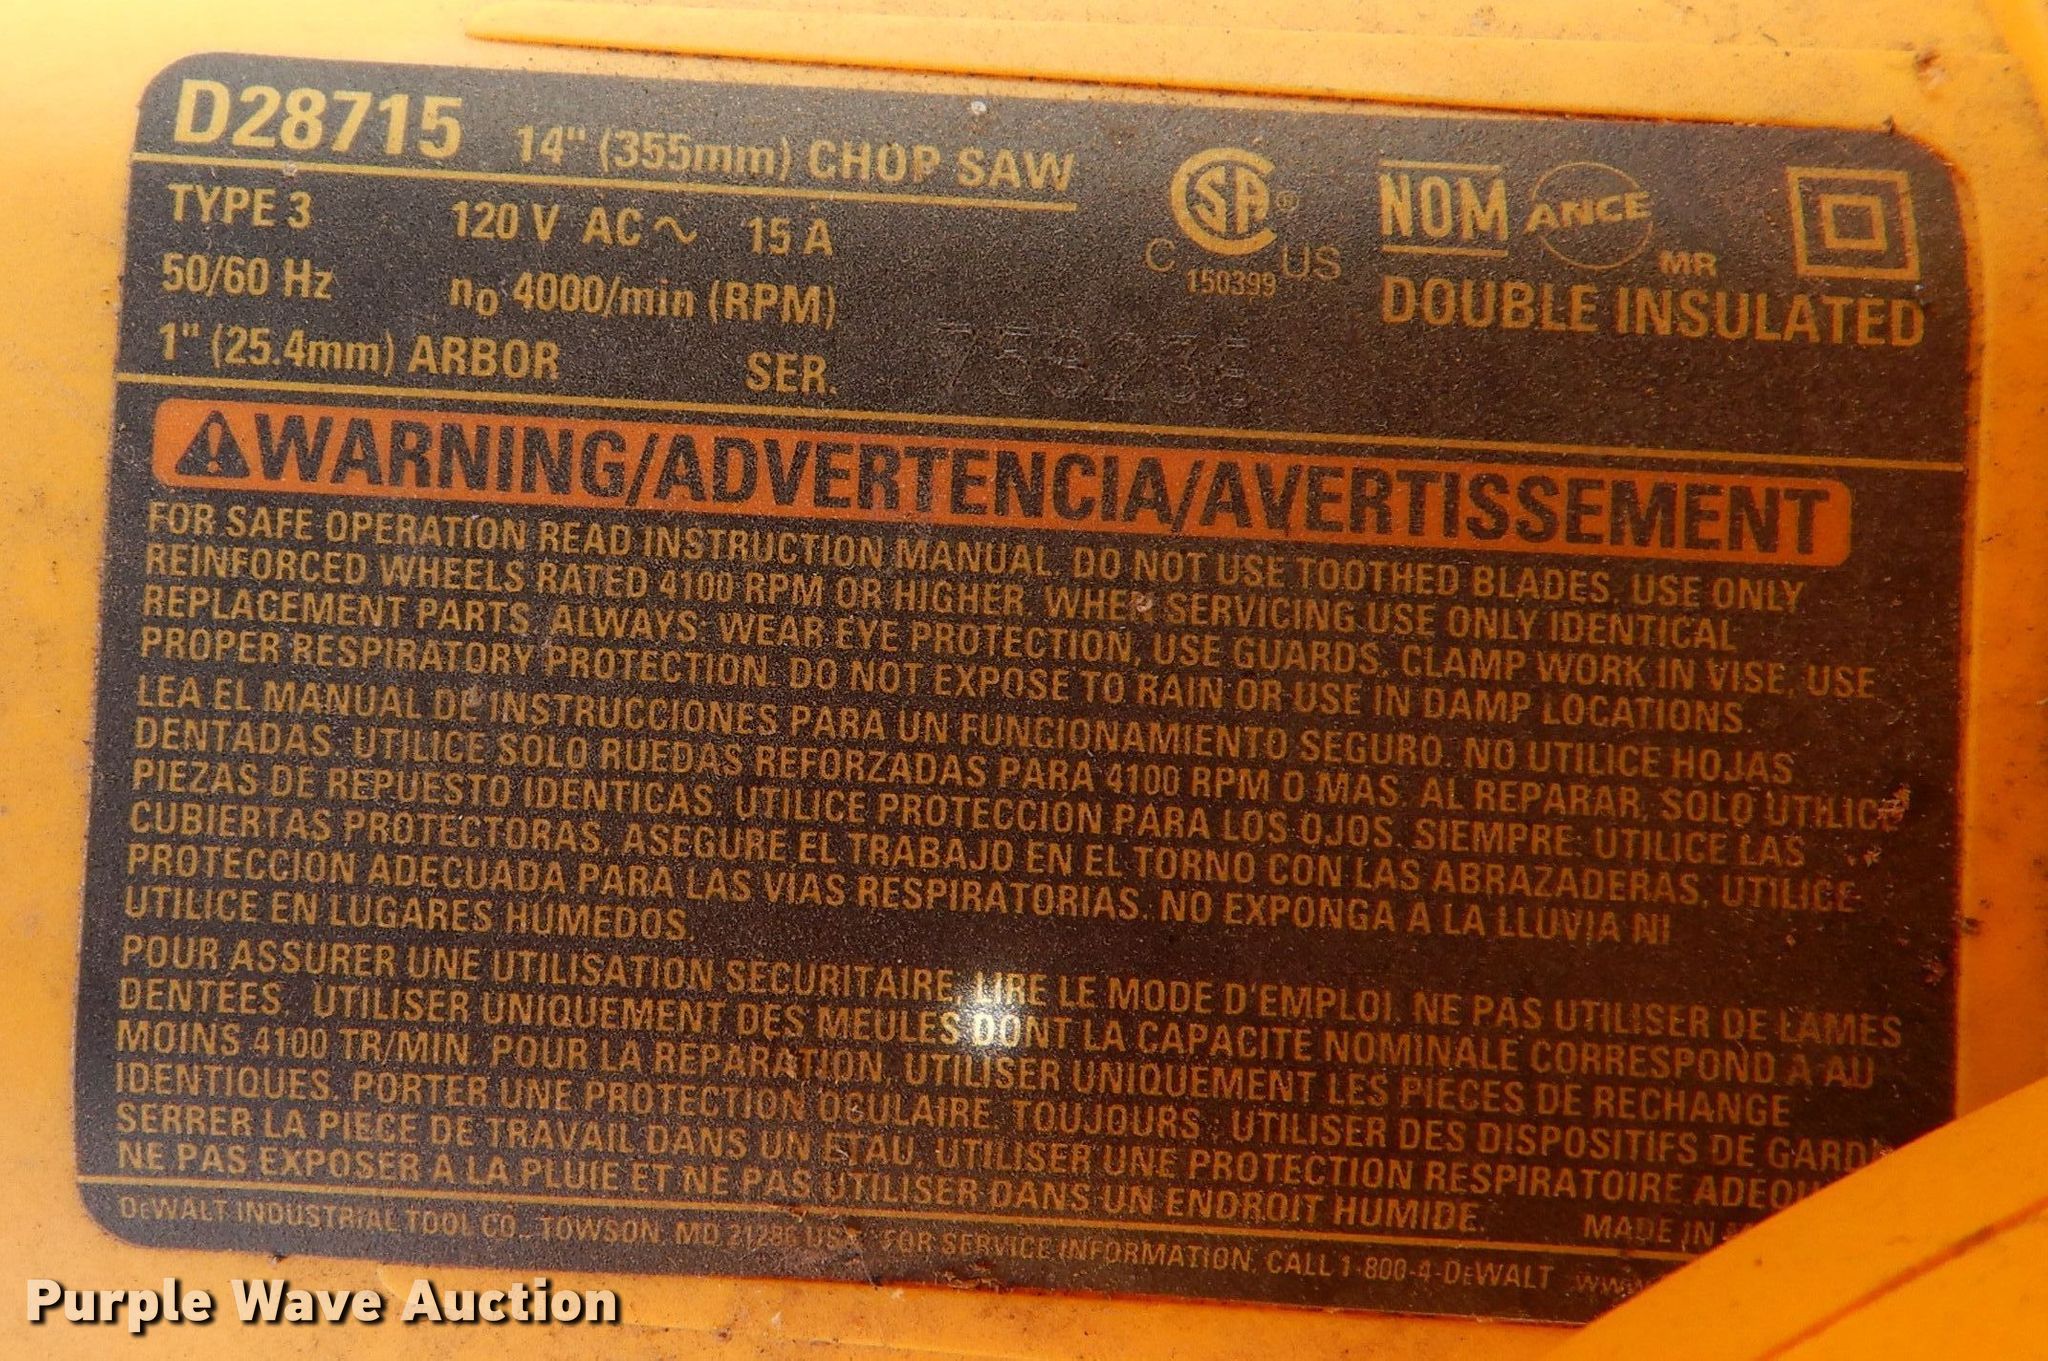 D28715 14" (355mm) CHOP SAW
TYPE 3 120 V AC ~ 15 A
50/60 Hz n₀ 4000/min (RPM)
1" (25.4mm) ARBOR SER. 753235
CSA ®
C US
150399
NOM ANCE MR
DOUBLE INSULATED
WARNING/ADVERTENCIA/AVERTISSEMENT
FOR SAFE OPERATION READ INSTRUCTION MANUAL. DO NOT USE TOOTHED BLADES. USE ONLY
REINFORCED WHEELS RATED 4100 RPM OR HIGHER. WHEN SERVICING USE ONLY IDENTICAL
REPLACEMENT PARTS. ALWAYS: WEAR EYE PROTECTION, USE GUARDS, CLAMP WORK IN VISE, USE
PROPER RESPIRATORY PROTECTION. DO NOT EXPOSE TO RAIN OR USE IN DAMP LOCATIONS.
LEA EL MANUAL DE INSTRUCCIONES PARA UN FUNCIONAMIENTO SEGURO. NO UTILICE HOJAS
DENTADAS. UTILICE SOLO RUEDAS REFORZADAS PARA 4100 RPM O MAS. AL REPARAR, SOLO UTILICE
PIEZAS DE REPUESTO IDENTICAS. UTILICE PROTECCIÓN PARA LOS OJOS. SIEMPRE: UTILICE LAS
CUBIERTAS PROTECTORAS, ASEGURE EL TRABAJO EN EL TORNO CON LAS ABRAZADERAS, UTILICE
PROTECCIÓN ADECUADA PARA LAS VIAS RESPIRATORIAS. NO EXPONGA A LA LLUVIA NI
UTILICE EN LUGARES HÚMEDOS.
POUR ASSURER UNE UTILISATION SÉCURITAIRE, LIRE LE MODE D'EMPLOI. NE PAS UTILISER DE LAMES
DENTÉES. UTILISER UNIQUEMENT DES MEULES DONT LA CAPACITÉ NOMINALE CORRESPOND À AU
MOINS 4100 TR/MIN. POUR LA RÉPARATION, UTILISER UNIQUEMENT LES PIÈCES DE RECHANGE
IDENTIQUES. PORTER UNE PROTECTION OCULAIRE. TOUJOURS : UTILISER DES DISPOSITIFS DE
SERRER LA PIÈCE DE TRAVAIL DANS UN ÉTAU, UTILISER UNE PROTECTION RESPIRATOIRE
NE PAS EXPOSER À LA PLUIE ET NE PAS UTILISER DANS UN ENDROIT HUMIDE. MADE IN
DEWALT INDUSTRIAL TOOL CO., TOWSON, MD 21286 USA FOR SERVICE INFORMATION, CALL 1-800-4-DEWALT
Purple Wave Auction